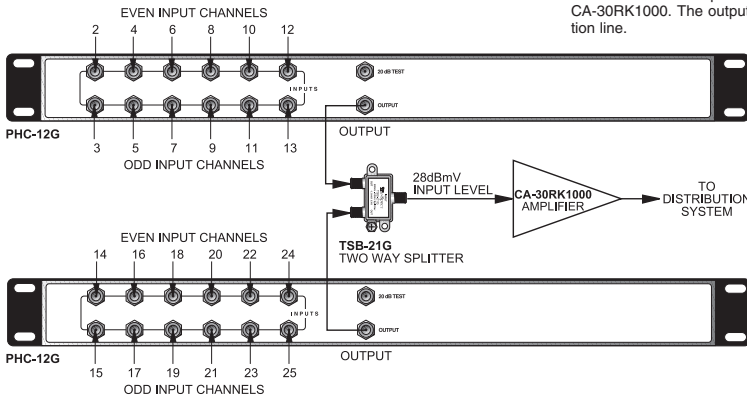 CA-30RK1000. The output
tion line.
EVEN INPUT CHANNELS
2 4 6 8 10 12
20 dB TEST
INPUTS
OUTPUT
PHC-12G
3 5 7 9 11 13
ODD INPUT CHANNELS
OUTPUT
28dBmV
INPUT LEVEL
CA-30RK1000
AMPLIFIER
TO
DISTRIBUTION
SYSTEM
TSB-21G
TWO WAY SPLITTER
EVEN INPUT CHANNELS
14 16 18 20 22 24
20 dB TEST
INPUTS
OUTPUT
PHC-12G
15 17 19 21 23 25
ODD INPUT CHANNELS
OUTPUT